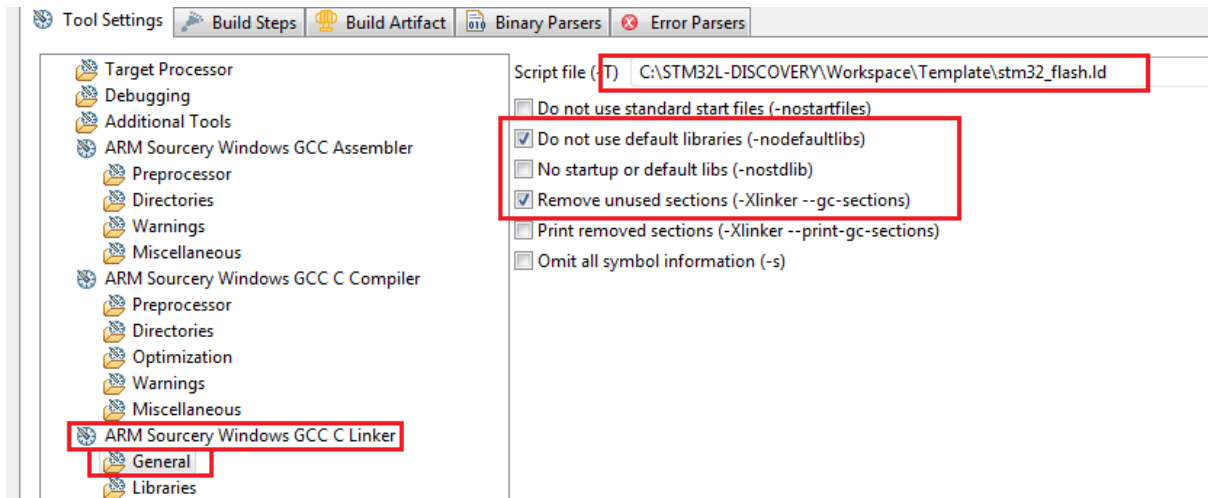 Tool Settings Build Steps Build Artifact Binary Parsers Error Parsers
Target Processor
Debugging
Additional Tools
ARM Sourcery Windows GCC Assembler
Preprocessor
Directories
Warnings
Miscellaneous
ARM Sourcery Windows GCC C Compiler
Preprocessor
Directories
Optimization
Warnings
Miscellaneous
ARM Sourcery Windows GCC C Linker
General
Libraries
Script file (-T) C:\STM32L-DISCOVERY\Workspace\Template\stm32_flash.ld
Do not use standard start files (-nostartfiles)
Do not use default libraries (-nodefaultlibs)
No startup or default libs (-nostdlib)
Remove unused sections (-Xlinker --gc-sections)
Print removed sections (-Xlinker --print-gc-sections)
Omit all symbol information (-s)